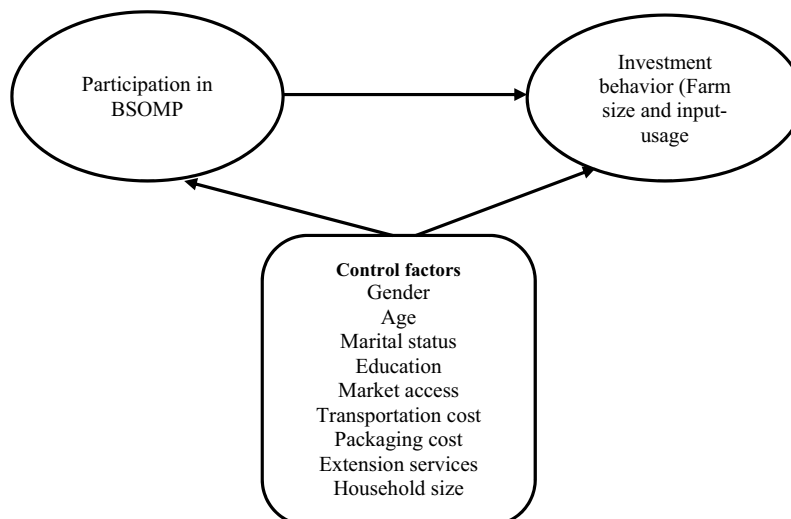 Participation in
BSOMP
Investment
behavior (Farm
size and input-
usage
Control factors
Gender
Age
Marital status
Education
Market access
Transportation cost
Packaging cost
Extension services
Household size